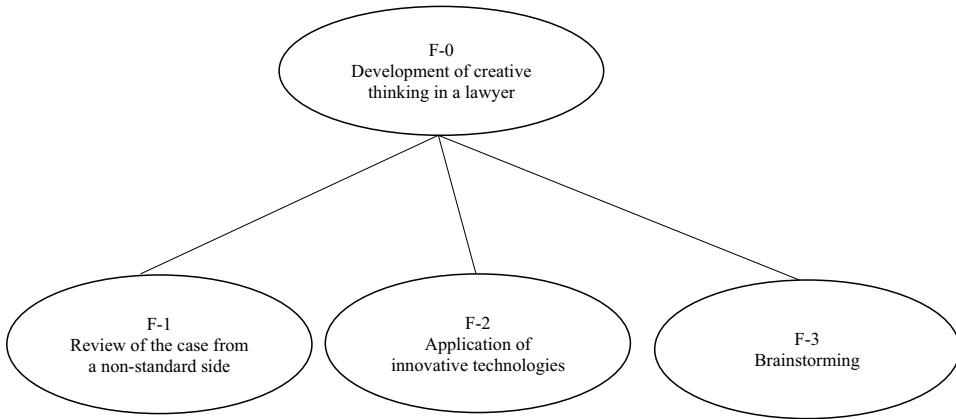 F-0
Development of creative
thinking in a lawyer
F-1
Review of the case from
a non-standard side
F-2
Application of
innovative technologies
F-3
Brainstorming